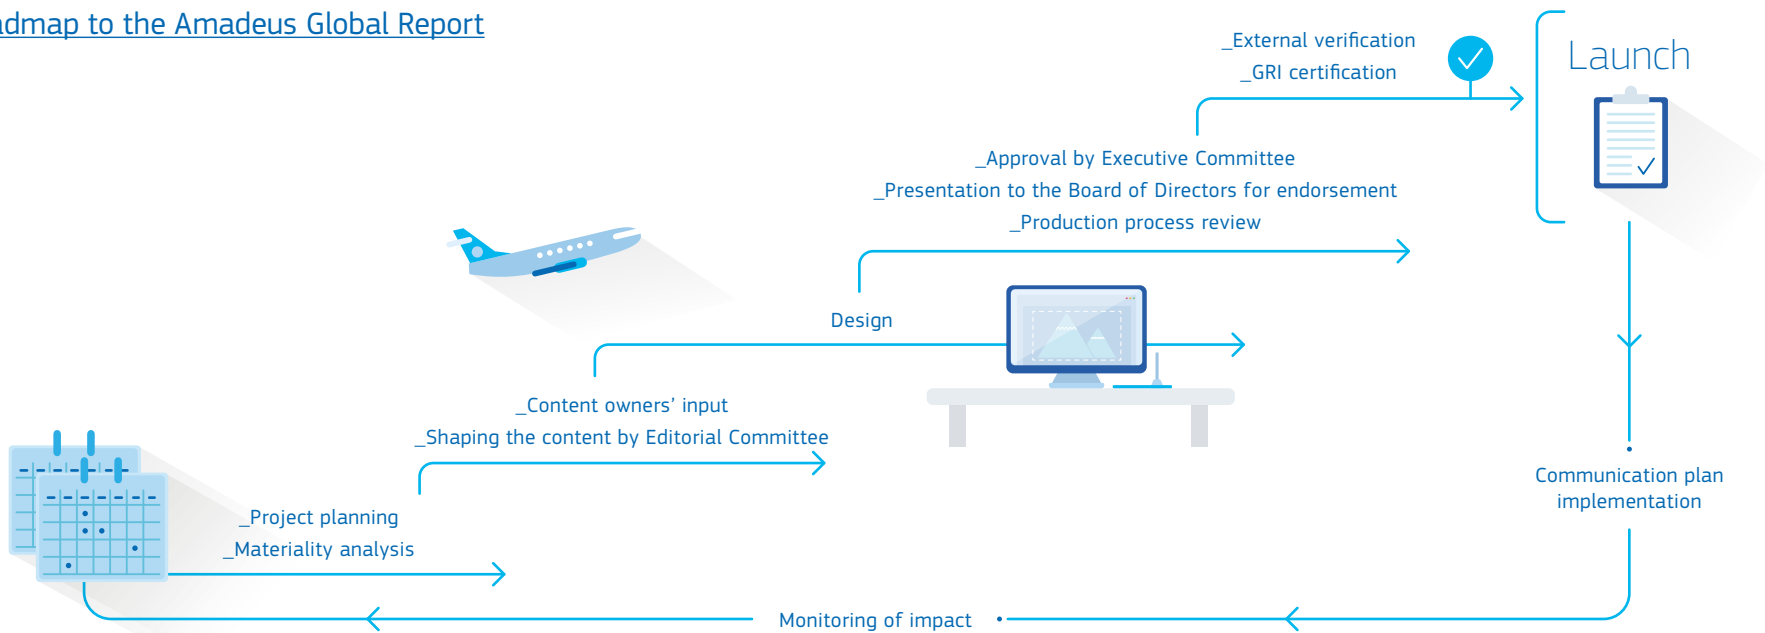 admap to the Amadeus Global Report
_External verification
_GRI certification
Launch
_Approval by Executive Committee
_Presentation to the Board of Directors for endorsement
_Production process review
Design
_Content owners' input
_Shaping the content by Editorial Committee
_Project planning
_Materiality analysis
Communication plan
implementation
Monitoring of impact